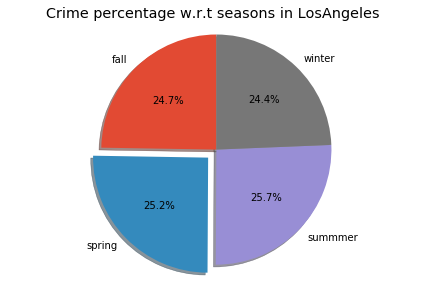 Crime percentage w.r.t seasons in LosAngeles
fall
winter
24.7%
24.4%
25.2%
25.7%
spring
summmer